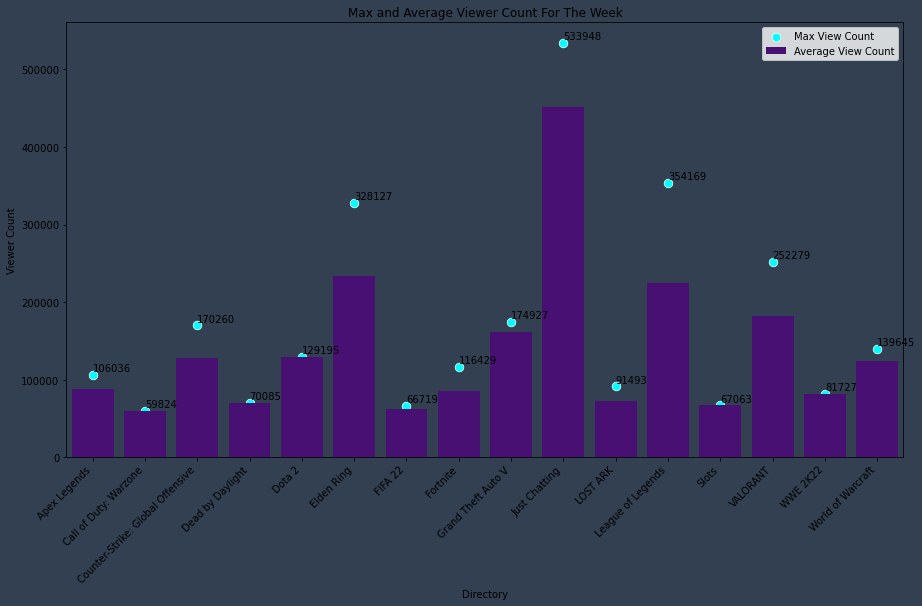 Max and Average Viewer Count For The Week
Max View Count
Average View Count
Viewer Count
500000
400000
300000
200000
100000
0
106036
59824
170260
70085
129195
328127
66719
116429
174927
533948
91493
354169
67063
252279
81727
139645
Apex Legends
Call of Duty: Warzone
Counter-Strike: Global Offensive
Dead by Daylight
Dota 2
Elden Ring
FIFA 22
Fortnite
Grand Theft Auto V
Just Chatting
LOST ARK
League of Legends
Slots
VALORANT
WWE 2K22
World of Warcraft
Directory